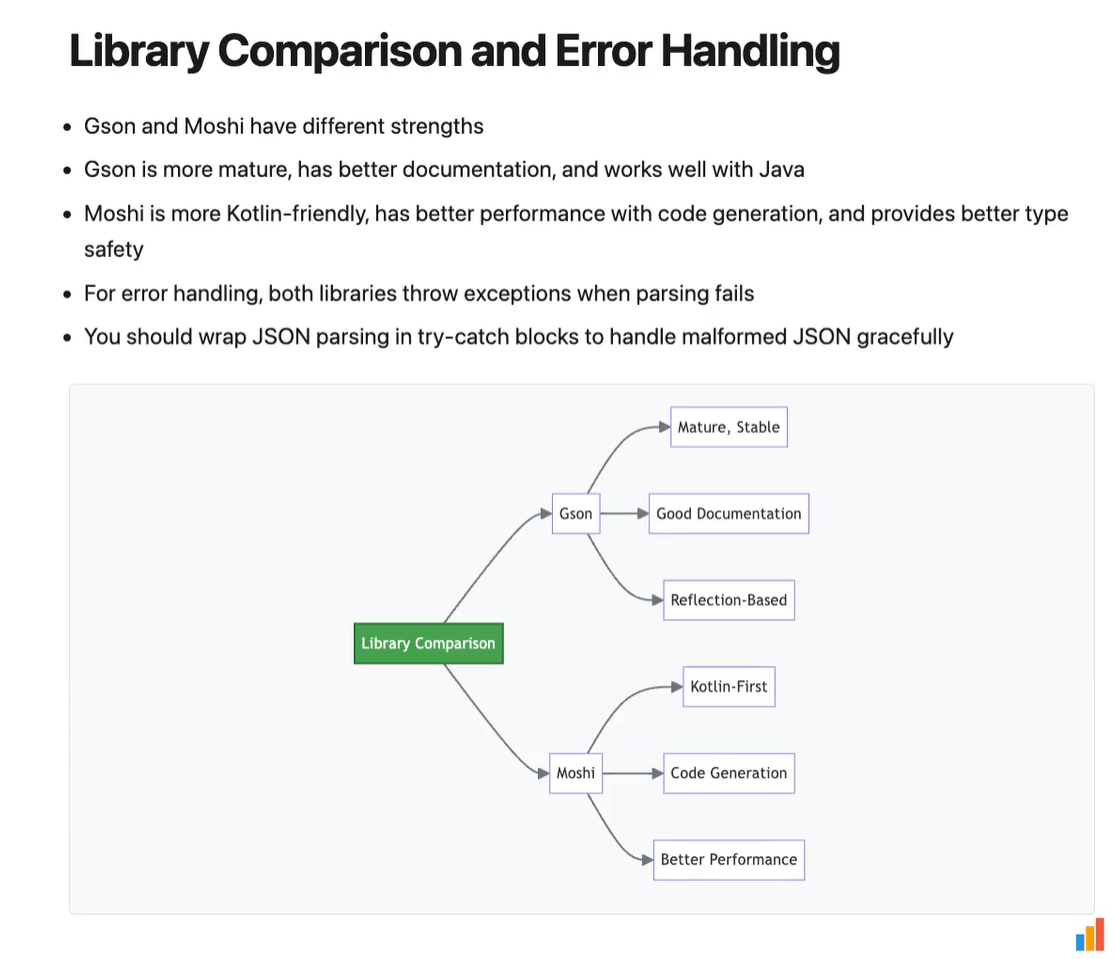 Library Comparison and Error Handling
Gson and Moshi have different strengths
Gson is more mature, has better documentation, and works well with Java
Moshi is more Kotlin-friendly, has better performance with code generation, and provides better type
safety
For error handling, both libraries throw exceptions when parsing fails
You should wrap JSON parsing in try-catch blocks to handle malformed JSON gracefully
Mature, Stable
Gson
Good Documentation
Reflection-Based
Library Comparison
Kotlin-First
Moshi
Code Generation
Better Performance